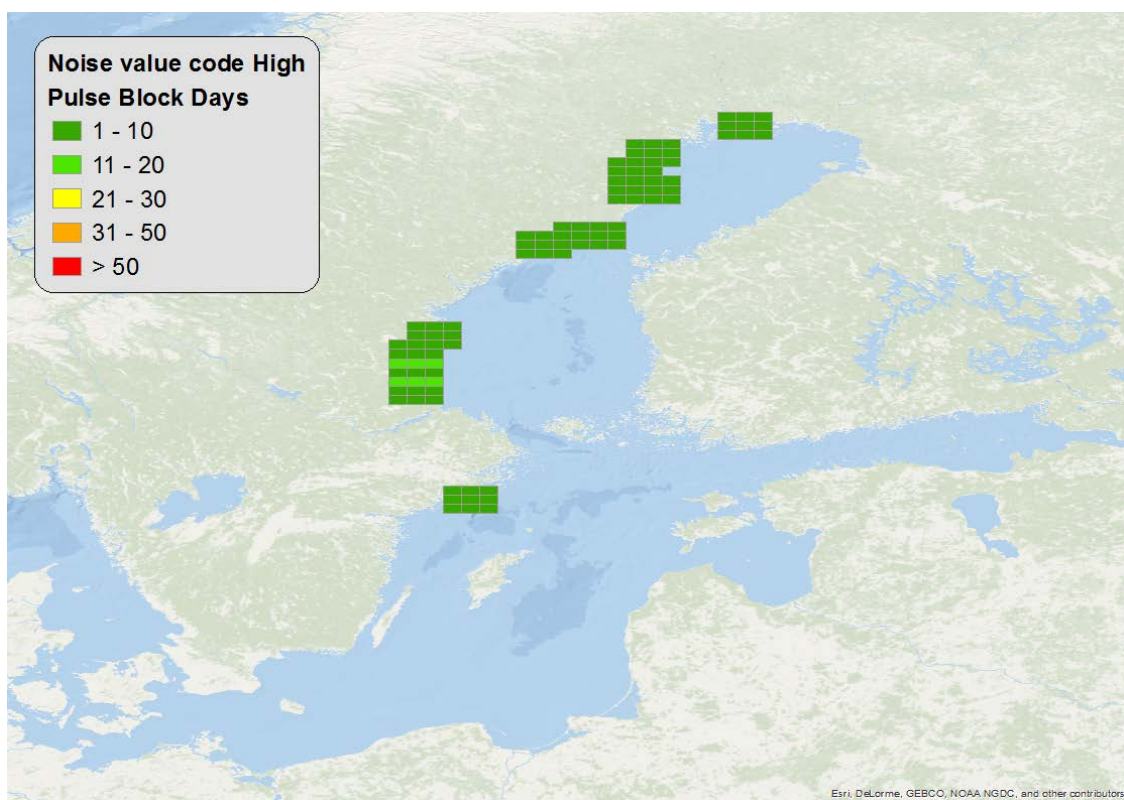 Noise value code High
Pulse Block Days
1 - 10
11 - 20
21 - 30
31 - 50
> 50
Esri, DeLorme, GEBCO, NOAA NGDC, and other contributors